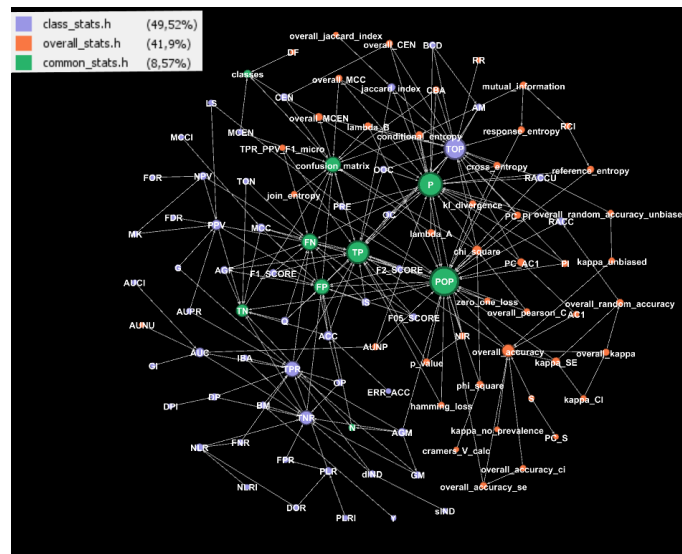 class_stats.h (49,52%)
overall_stats.h (41,9%)
common_stats.h (8,57%)
overall_jaccard_index
DF
overall_CEN
BCD
RR
classes
overall_MCC
jaccard_index
CBA
mutual_information
LS
CEN
AM
overall_MCEN
lambda_B
RCI
MCCI
MCEN
conditional_entropy
response_entropy
TPR_PPV_F1_micro
TOP
confusion_matrix
OOC
cross_entropy
reference_entropy
FOR
NPV
TON
P
RACCU
join_entropy
PRE
kl_divergence
FDR
OC
PC_PI
overall_random_accuracy_unbiased
MK
PPV
MCC
lambda_A
RACC
FN
TP
chi_square
G
AGF
F1_SCORE
F2_SCORE
PC_AC1
PI
kappa_unbiased
AUCI
FP
POP
AUPR
TN
IS
zero_one_loss
overall_random_accuracy
AUNU
Q
F05_SCORE
overall_pearson_C
AC1
ACC
NIR
AUNP
AUC
IBA
overall_accuracy
overall_kappa
GI
TPR
p_value
kappa_SE
OP
phi_square
DP
ERR_ACC
DPI
BM
hamming_loss
S
kappa_CI
TNR
N
AGM
kappa_no_prevalence
PC_S
NLR
FNR
cramers_V_calc
FPR
PLR
dIND
GM
overall_accuracy_ci
NLRI
overall_accuracy_se
DOR
PLRI
Y
sIND